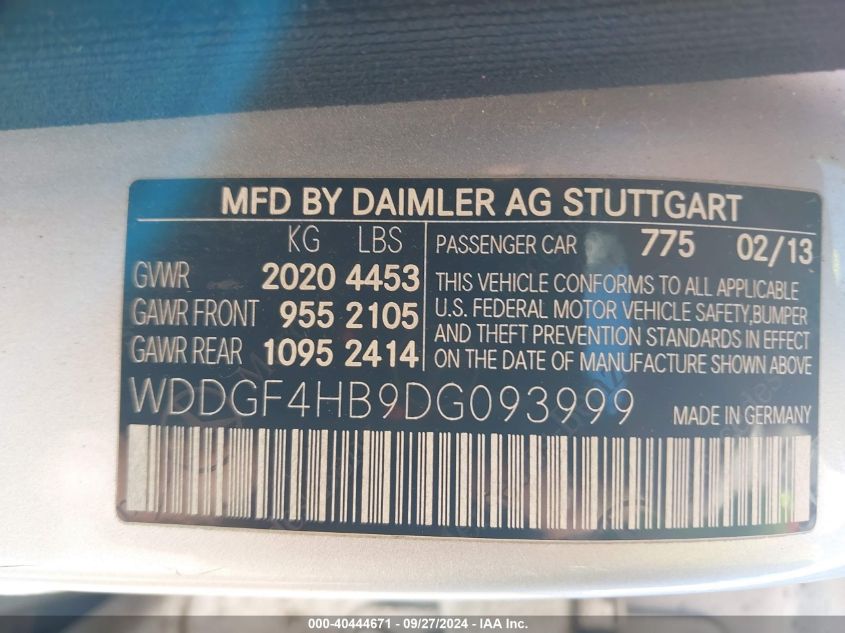 MFD BY DAIMLER AG STUTTGART
KG LBS
GVWR 2020 4453
GAWR FRONT 955 2105
GAWR REAR 1095 2414
PASSENGER CAR 775 02/13
THIS VEHICLE CONFORMS TO ALL APPLICABLE
U.S. FEDERAL MOTOR VEHICLE SAFETY,BUMPER
AND THEFT PREVENTION STANDARDS IN EFFECT
ON THE DATE OF MANUFACTURE SHOWN ABOVE
WDDGF4HB9DG093999 MADE IN GERMANY
000-40444671 - 09/27/2024 - IAA Inc.